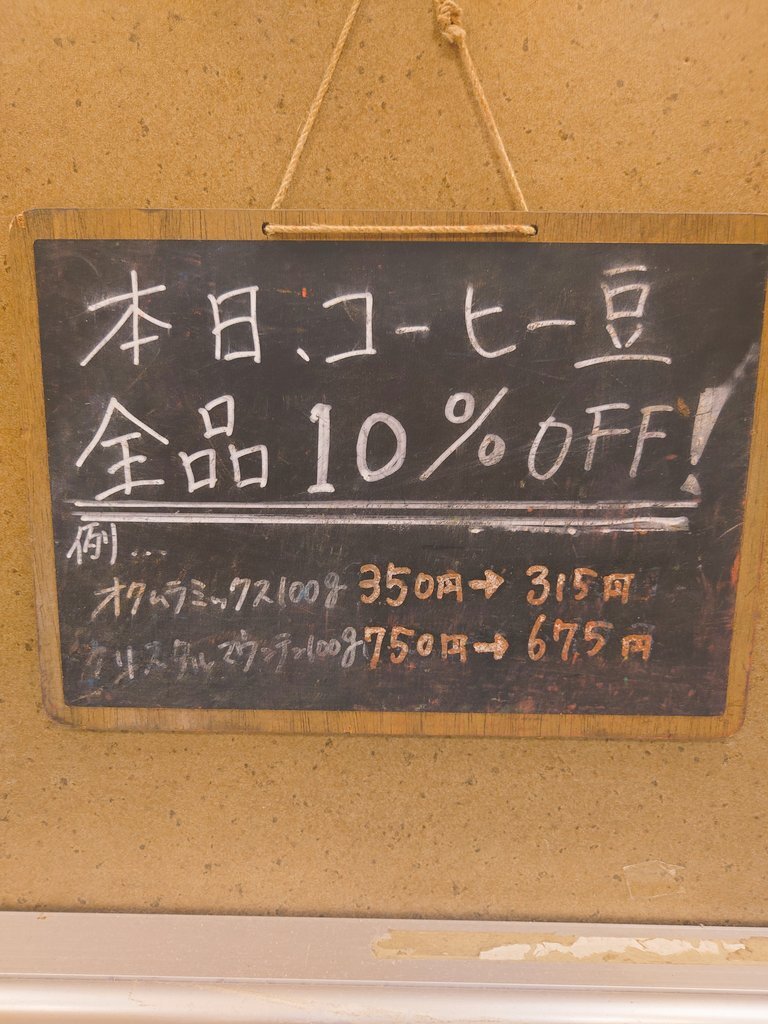 本日、コーヒー豆
全品10%OFF!
例...
オクムラミックス100g 350円→315円
クリスタルマウンテン100g 750円→675円